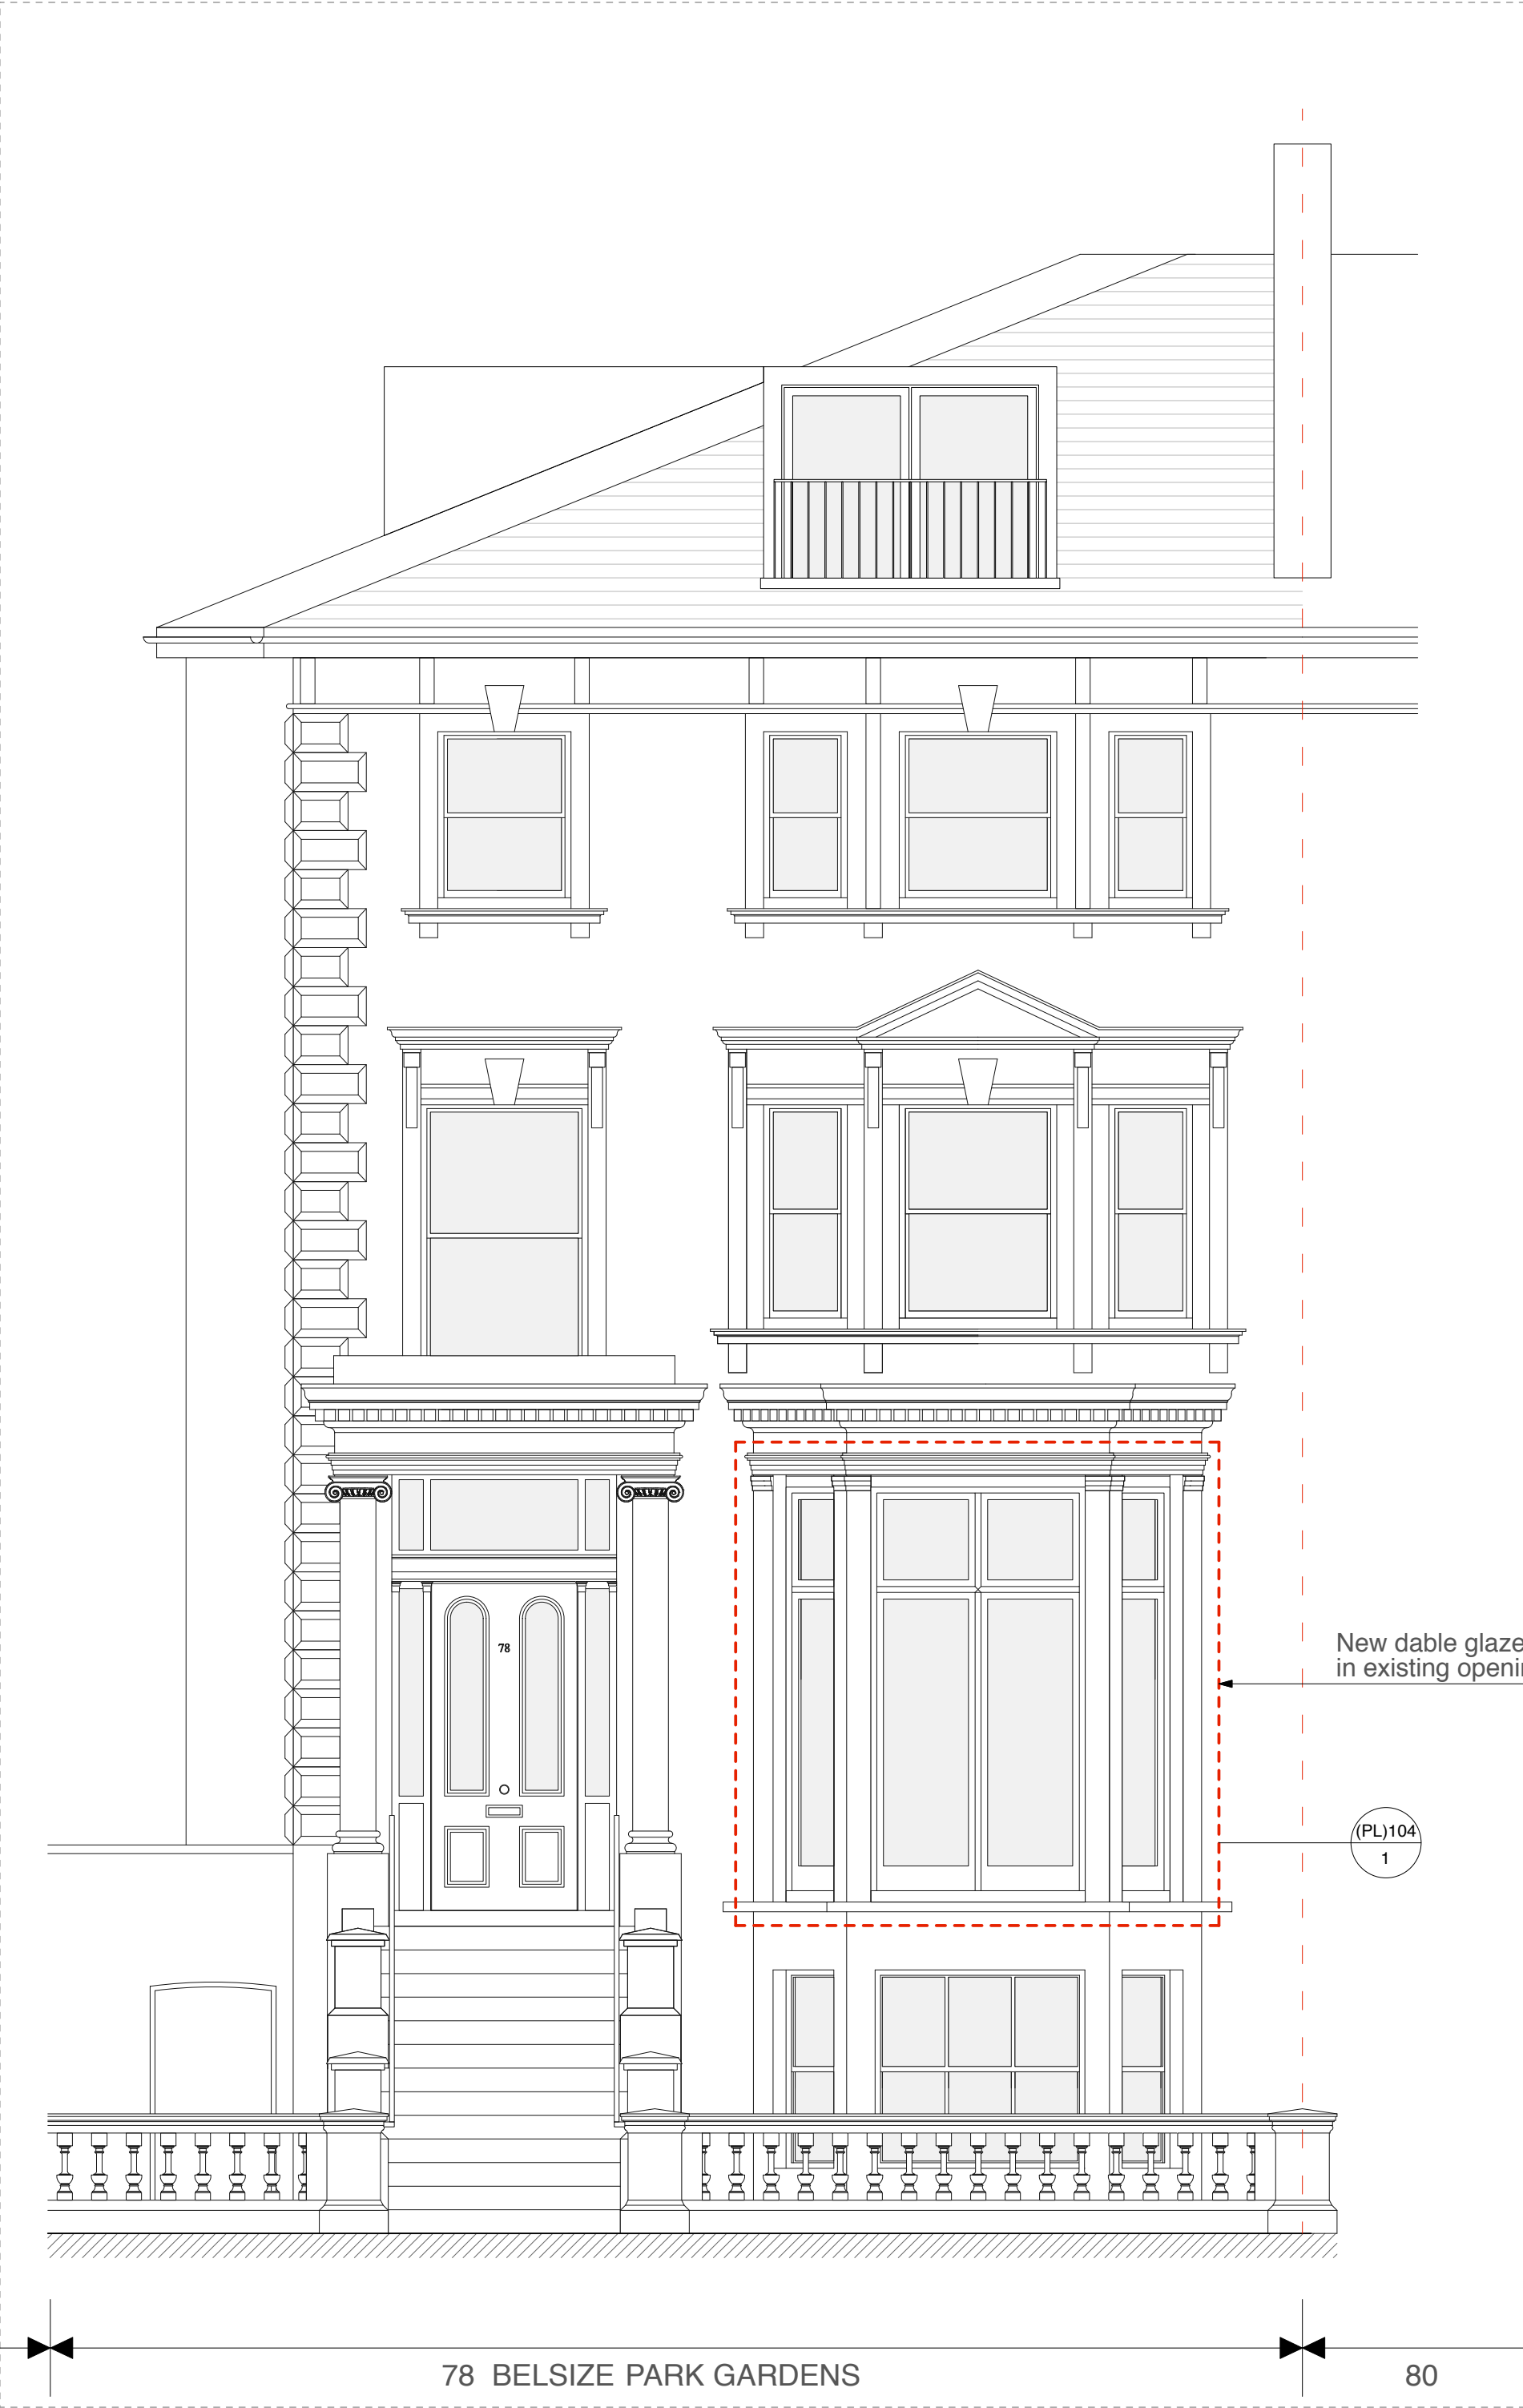 78
New dable glaze
in existing openi
(PL)104
1
78 BELSIZE PARK GARDENS
80